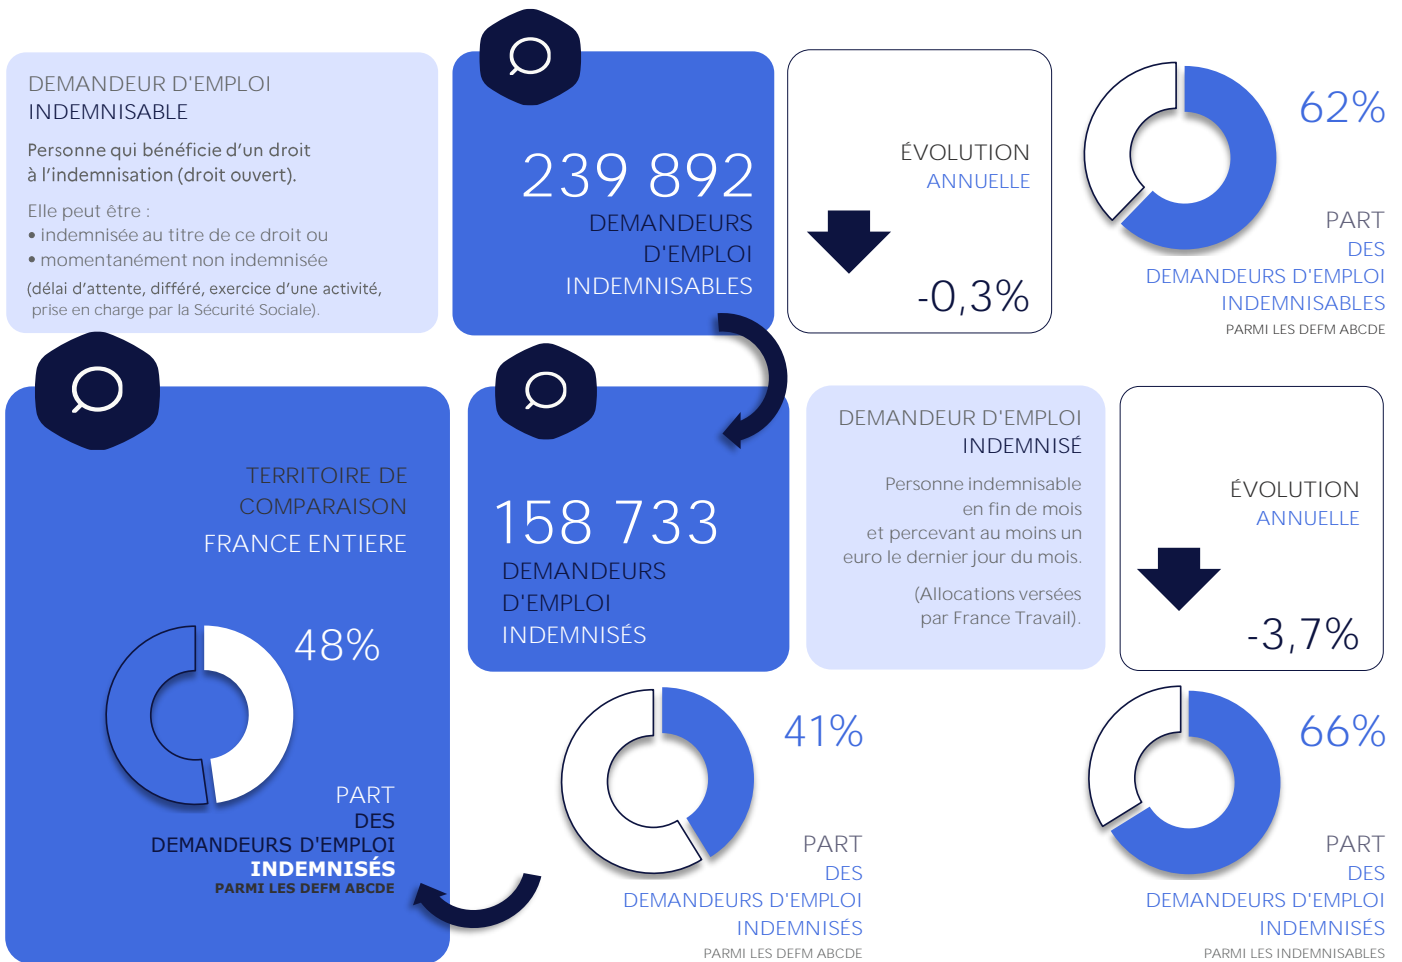 DEMANDEUR D'EMPLOI
INDEMNISABLE
Personne qui bénéficie d'un droit
à l'indemnisation (droit ouvert).
Elle peut être :
• indemnisée au titre de ce droit ou
• momentanément non indemnisée
(délai d'attente, différé, exercice d'une activité,
prise en charge par la Sécurité Sociale).
239 892
DEMANDEURS
D'EMPLOI
INDEMNISABLES
ÉVOLUTION
ANNUELLE
-0,3%
62%
PART
DES
DEMANDEURS D'EMPLOI
INDEMNISABLES
PARMI LES DEFM ABCDE
TERRITOIRE DE
COMPARAISON
FRANCE ENTIERE
48%
PART
DES
DEMANDEURS D'EMPLOI
INDEMNISÉS
PARMI LES DEFM ABCDE
158 733
DEMANDEURS
D'EMPLOI
INDEMNISÉS
DEMANDEUR D'EMPLOI
INDEMNISÉ
Personne indemnisable
en fin de mois
et percevant au moins un
euro le dernier jour du mois.
(Allocations versées
par France Travail).
ÉVOLUTION
ANNUELLE
-3,7%
41%
PART
DES
DEMANDEURS D'EMPLOI
INDEMNISÉS
PARMI LES DEFM ABCDE
66%
PART
DES
DEMANDEURS D'EMPLOI
INDEMNISÉS
PARMI LES INDEMNISABLES